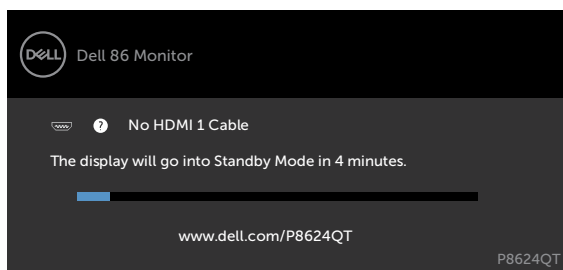 DELL Dell 86 Monitor
? No HDMI 1 Cable
The display will go into Standby Mode in 4 minutes.
www.dell.com/P8624QT
P8624QT